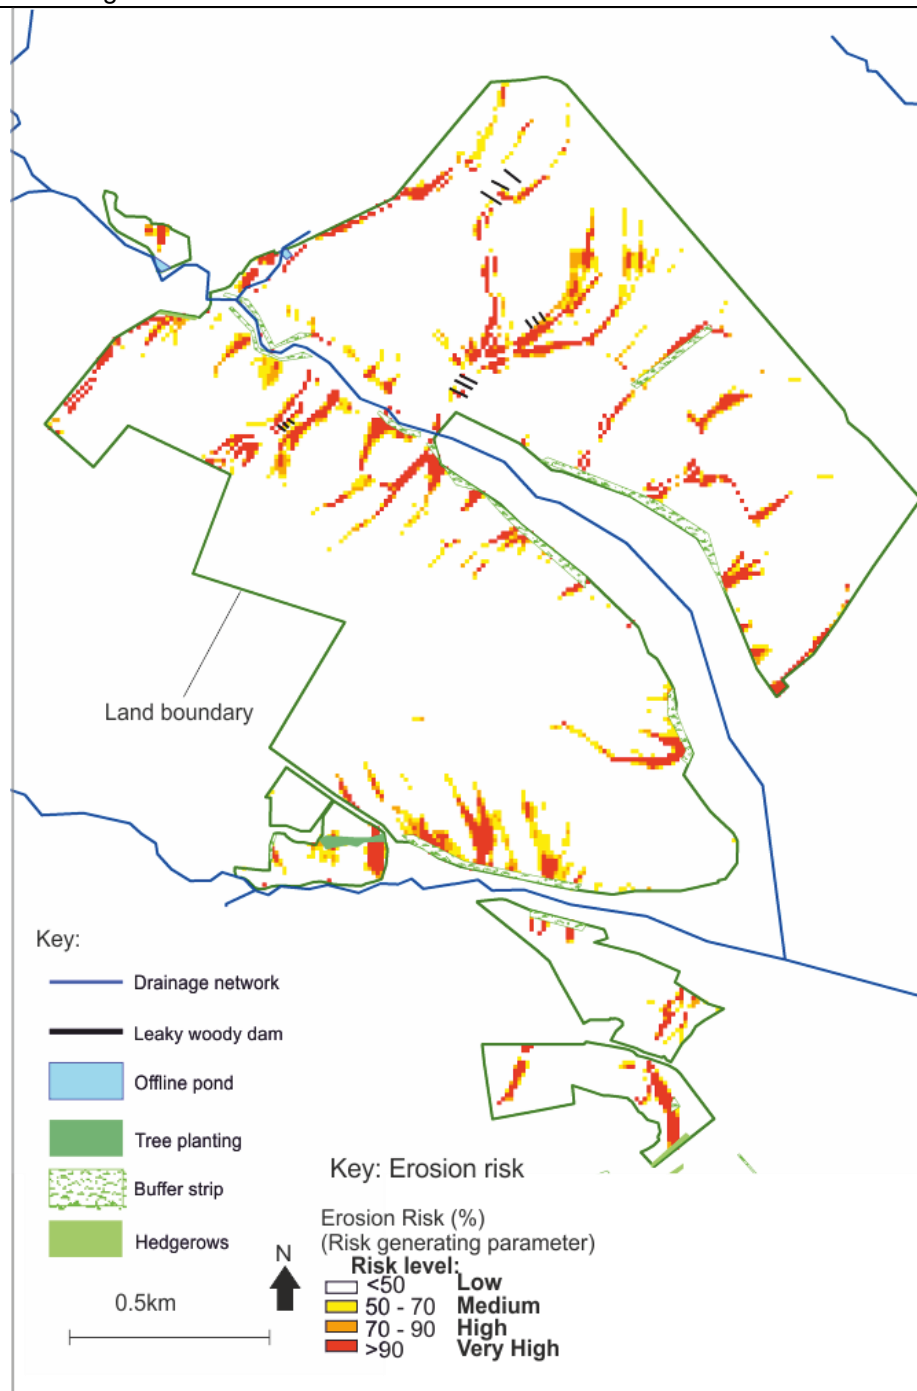 Land boundary
Key:
Drainage network
Leaky woody dam
Offline pond
Tree planting
Buffer strip
Hedgerows
0.5km
N
Key: Erosion risk
Erosion Risk (%)
(Risk generating parameter)
Risk level:
<50 Low
50 - 70 Medium
70 - 90 High
>90 Very High